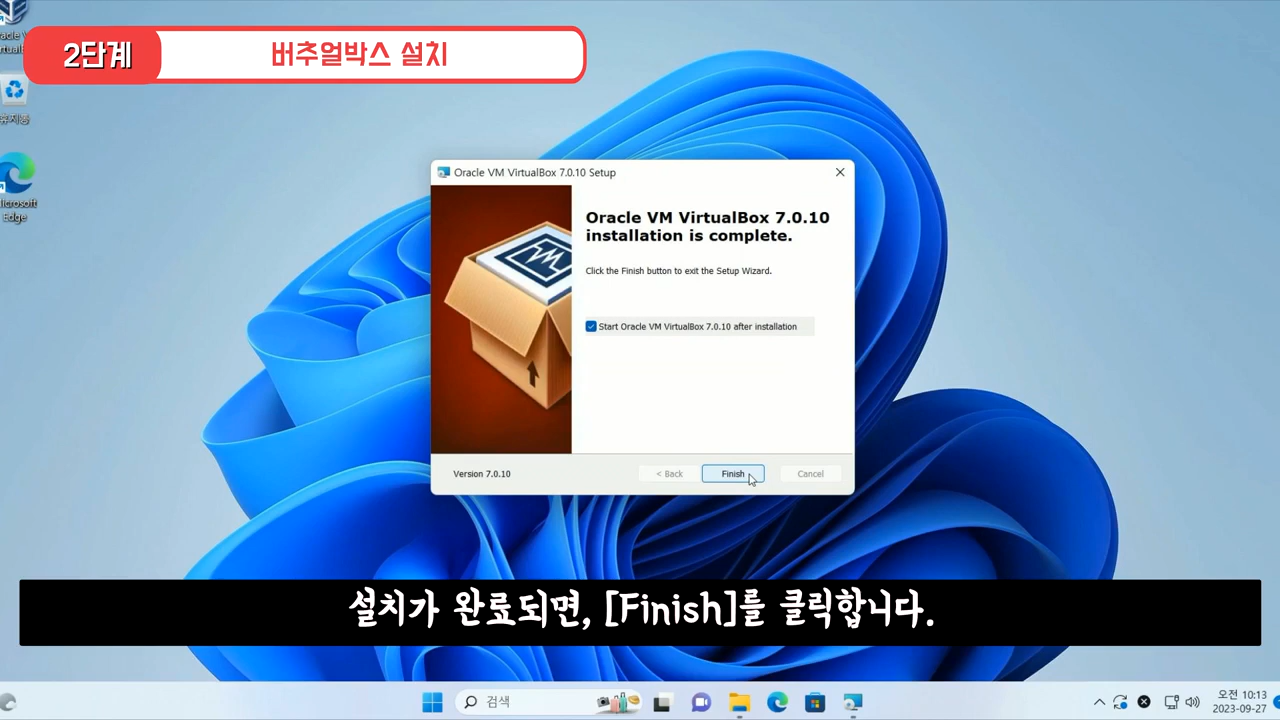 2단계
버추얼박스 설치
휴지통
Microsoft
Edge
Oracle VM VirtualBox 7.0.10 Setup
Oracle VM VirtualBox 7.0.10
installation is complete.
Click the Finish button to exit the Setup Wizard.
Start Oracle VM VirtualBox 7.0.10 after installation
Version 7.0.10
< Back
Finish
Cancel
설치가 완료되면, [Finish]를 클릭합니다.
검색
오전 10:13
2023-09-27